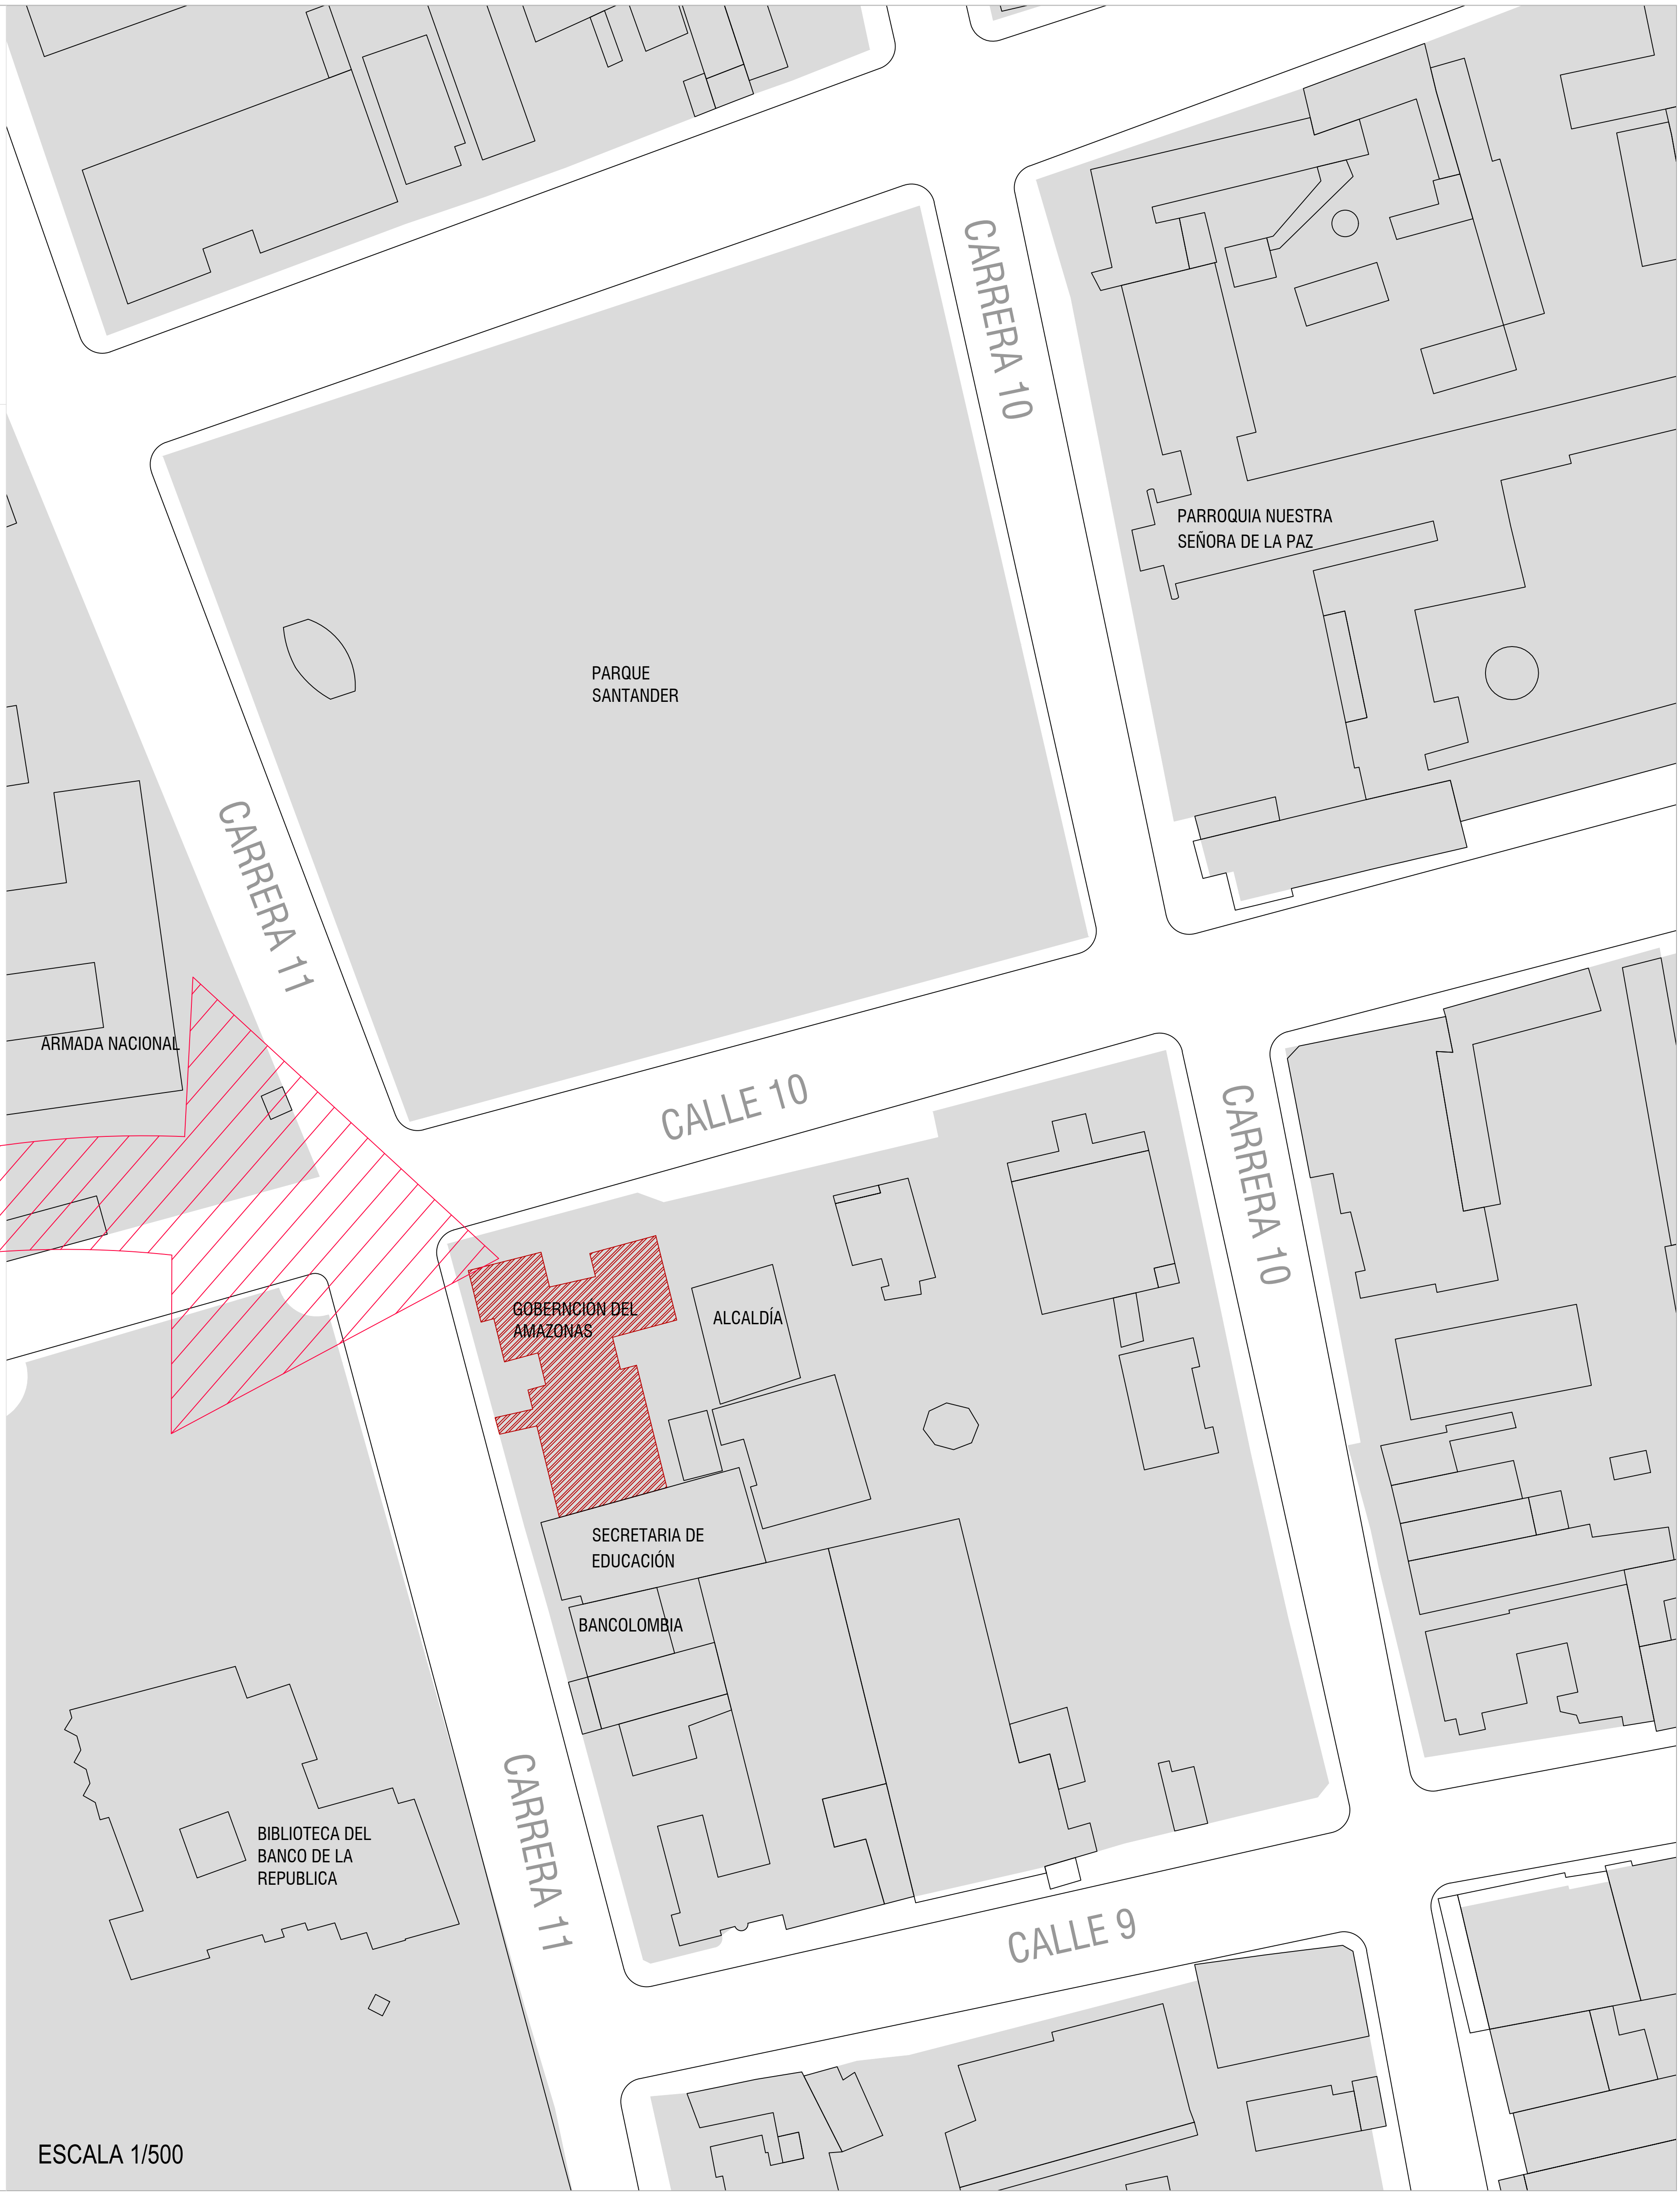 CARRERA 10
PARROQUIA NUESTRA
SEÑORA DE LA PAZ
PARQUE
SANTANDER
CARRERA 11
ARMADA NACIONAL
CALLE 10
CARRERA 10
GOBERNCIÓN DEL
AMAZONAS
ALCALDÍA
SECRETARIA DE
EDUCACIÓN
BANCOLOMBIA
CARRERA 11
BIBLIOTECA DEL
BANCO DE LA
REPUBLICA
CALLE 9
ESCALA 1/500